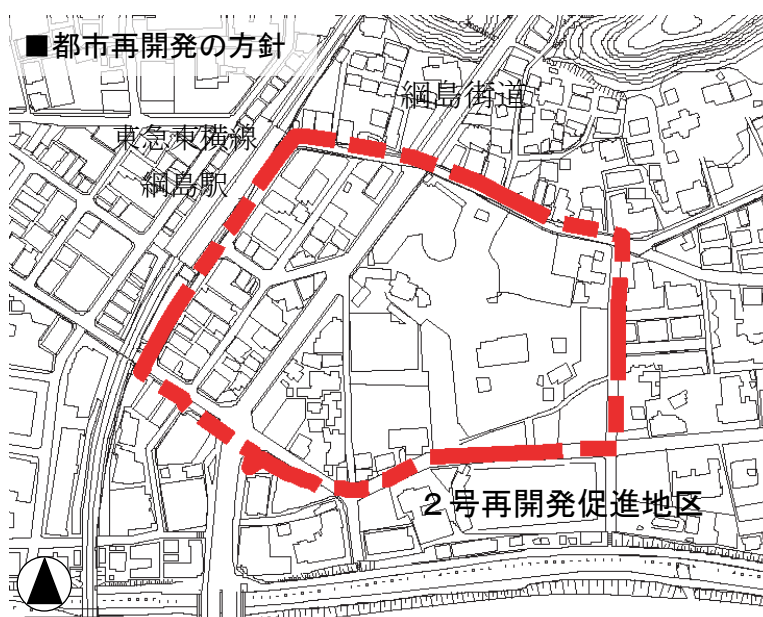 ■都市再開発の方針
綱島街道
東急東横線
綱島駅
２号再開発促進地区